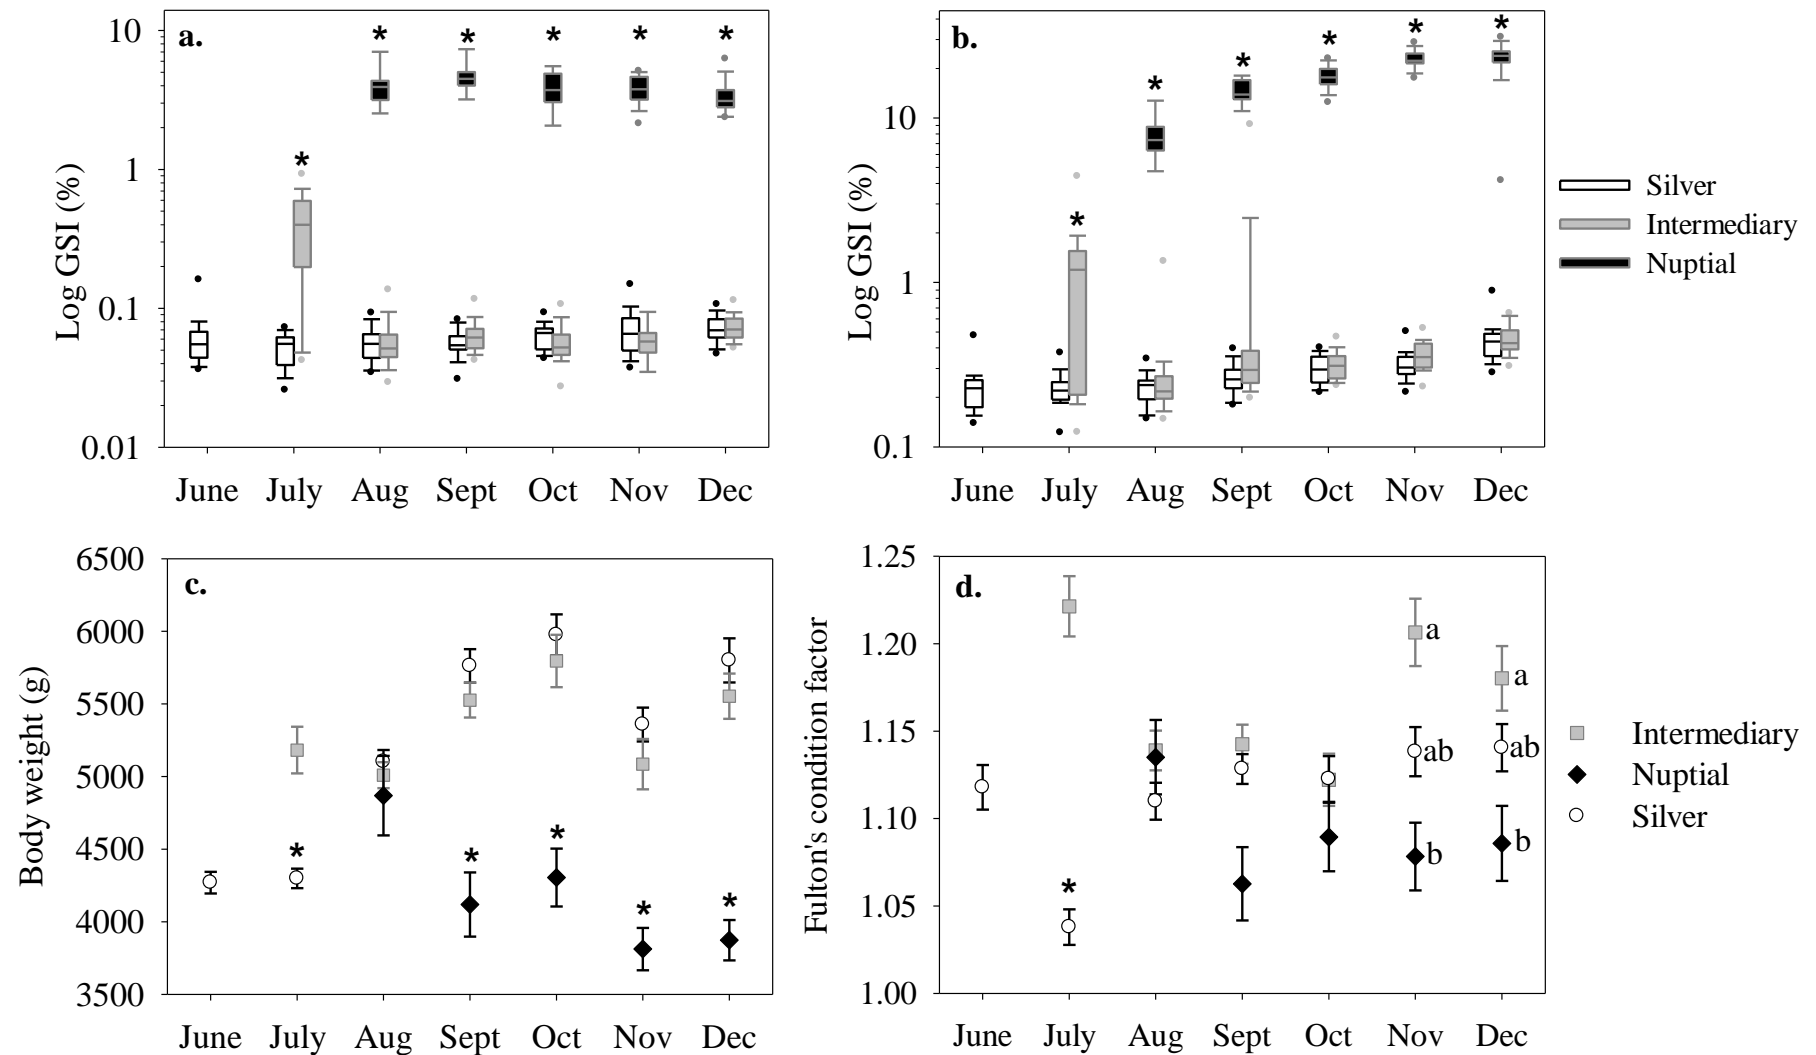 a.
Log GSI (%)
10
1
0.1
0.01
* * * * * *
June July Aug Sept Oct Nov Dec
b.
Log GSI (%)
10
1
0.1
* * * * * *
June July Aug Sept Oct Nov Dec
Silver
Intermediary
Nuptial
c.
Body weight (g)
6500
6000
5500
5000
4500
4000
3500
* * * * *
June July Aug Sept Oct Nov Dec
d.
Fulton's condition factor
1.25
1.20
1.15
1.10
1.05
1.00
*
a
a
ab
ab
b
b
June July Aug Sept Oct Nov Dec
Intermediary
Nuptial
Silver